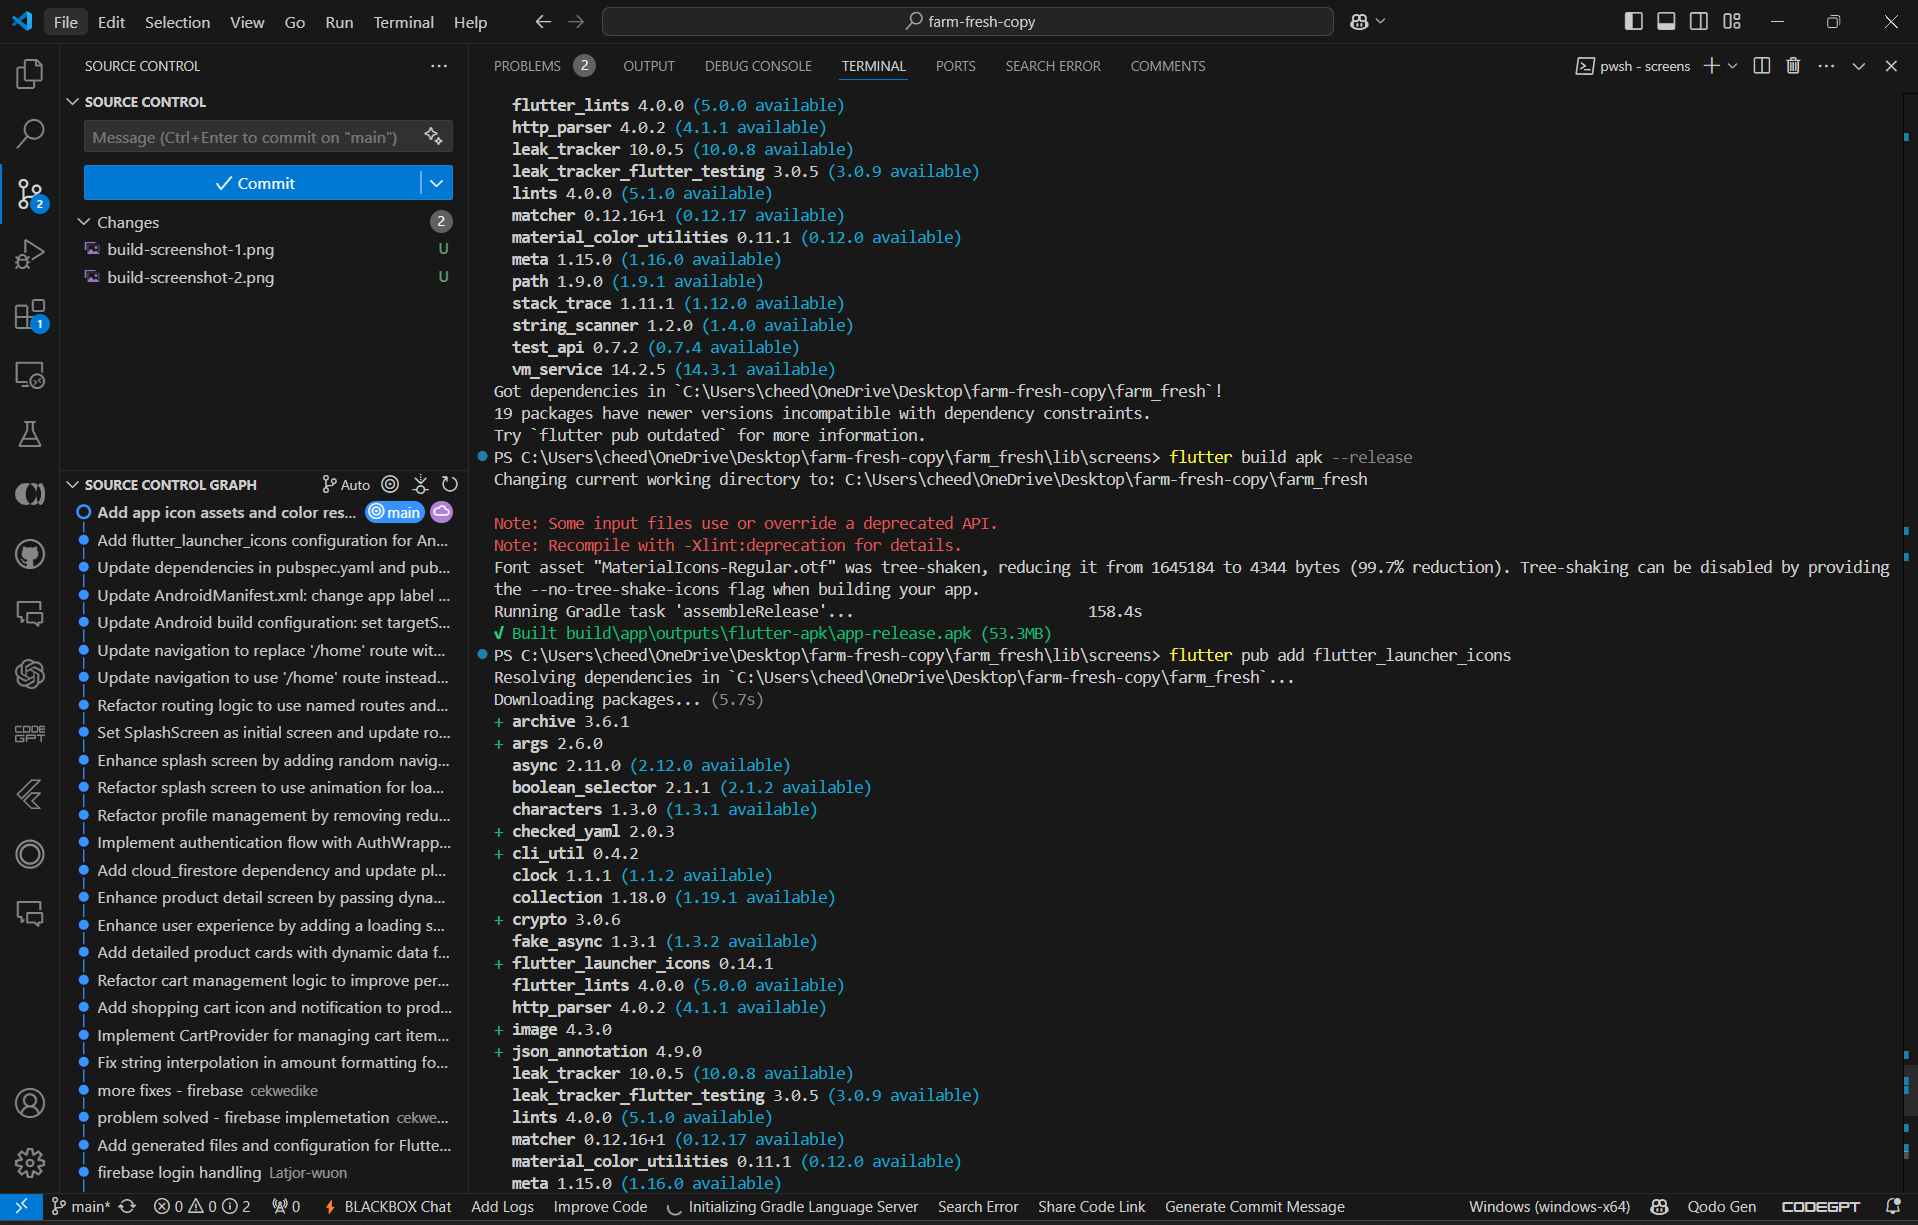 File Edit Selection View Go Run Terminal Help
farm-fresh-copy
SOURCE CONTROL
SOURCE CONTROL
Message (Ctrl+Enter to commit on "main")
Commit
Changes 2
build-screenshot-1.png U
build-screenshot-2.png U
2
1
CODE GPT
SOURCE CONTROL GRAPH Auto
Add app icon assets and color res... main
Add flutter_launcher_icons configuration for An...
Update dependencies in pubspec.yaml and pub...
Update AndroidManifest.xml: change app label ...
Update Android build configuration: set targetS...
Update navigation to replace '/home' route wit...
Update navigation to use '/home' route instead...
Refactor routing logic to use named routes and...
Set SplashScreen as initial screen and update ro...
Enhance splash screen by adding random navig...
Refactor splash screen to use animation for loa...
Refactor profile management by removing redu...
Implement authentication flow with AuthWrapp...
Add cloud_firestore dependency and update pl...
Enhance product detail screen by passing dyna...
Enhance user experience by adding a loading s...
Add detailed product cards with dynamic data f...
Refactor cart management logic to improve per...
Add shopping cart icon and notification to prod...
Implement CartProvider for managing cart item...
Fix string interpolation in amount formatting fo...
more fixes - firebase cekwedike
problem solved - firebase implemetation cekwe...
Add generated files and configuration for Flutte...
firebase login handling Latjor-wuon
PROBLEMS 2 OUTPUT DEBUG CONSOLE TERMINAL PORTS SEARCH ERROR COMMENTS
pwsh - screens
flutter_lints 4.0.0 (5.0.0 available)
http_parser 4.0.2 (4.1.1 available)
leak_tracker 10.0.5 (10.0.8 available)
leak_tracker_flutter_testing 3.0.5 (3.0.9 available)
lints 4.0.0 (5.1.0 available)
matcher 0.12.16+1 (0.12.17 available)
material_color_utilities 0.11.1 (0.12.0 available)
meta 1.15.0 (1.16.0 available)
path 1.9.0 (1.9.1 available)
stack_trace 1.11.1 (1.12.0 available)
string_scanner 1.2.0 (1.4.0 available)
test_api 0.7.2 (0.7.4 available)
vm_service 14.2.5 (14.3.1 available)
Got dependencies in `C:\Users\cheed\OneDrive\Desktop\farm-fresh-copy\farm_fresh`!
19 packages have newer versions incompatible with dependency constraints.
Try `flutter pub outdated` for more information.
PS C:\Users\cheed\OneDrive\Desktop\farm-fresh-copy\farm_fresh\lib\screens> flutter build apk --release
Changing current working directory to: C:\Users\cheed\OneDrive\Desktop\farm-fresh-copy\farm_fresh
Note: Some input files use or override a deprecated API.
Note: Recompile with -Xlint:deprecation for details.
Font asset "MaterialIcons-Regular.otf" was tree-shaken, reducing it from 1645184 to 4344 bytes (99.7% reduction). Tree-shaking can be disabled by providing
the --no-tree-shake-icons flag when building your app.
Running Gradle task 'assembleRelease'... 158.4s
√ Built build\app\outputs\flutter-apk\app-release.apk (53.3MB)
PS C:\Users\cheed\OneDrive\Desktop\farm-fresh-copy\farm_fresh\lib\screens> flutter pub add flutter_launcher_icons
Resolving dependencies in `C:\Users\cheed\OneDrive\Desktop\farm-fresh-copy\farm_fresh`...
Downloading packages... (5.7s)
+ archive 3.6.1
+ args 2.6.0
async 2.11.0 (2.12.0 available)
boolean_selector 2.1.1 (2.1.2 available)
characters 1.3.0 (1.3.1 available)
+ checked_yaml 2.0.3
+ cli_util 0.4.2
clock 1.1.1 (1.1.2 available)
collection 1.18.0 (1.19.1 available)
+ crypto 3.0.6
fake_async 1.3.1 (1.3.2 available)
+ flutter_launcher_icons 0.14.1
flutter_lints 4.0.0 (5.0.0 available)
http_parser 4.0.2 (4.1.1 available)
+ image 4.3.0
+ json_annotation 4.9.0
leak_tracker 10.0.5 (10.0.8 available)
leak_tracker_flutter_testing 3.0.5 (3.0.9 available)
lints 4.0.0 (5.1.0 available)
matcher 0.12.16+1 (0.12.17 available)
material_color_utilities 0.11.1 (0.12.0 available)
meta 1.15.0 (1.16.0 available)
main* 0 0 2 0 BLACKBOX Chat Add Logs Improve Code Initializing Gradle Language Server Search Error Share Code Link Generate Commit Message Windows (windows-x64) Qodo Gen CODEGPT